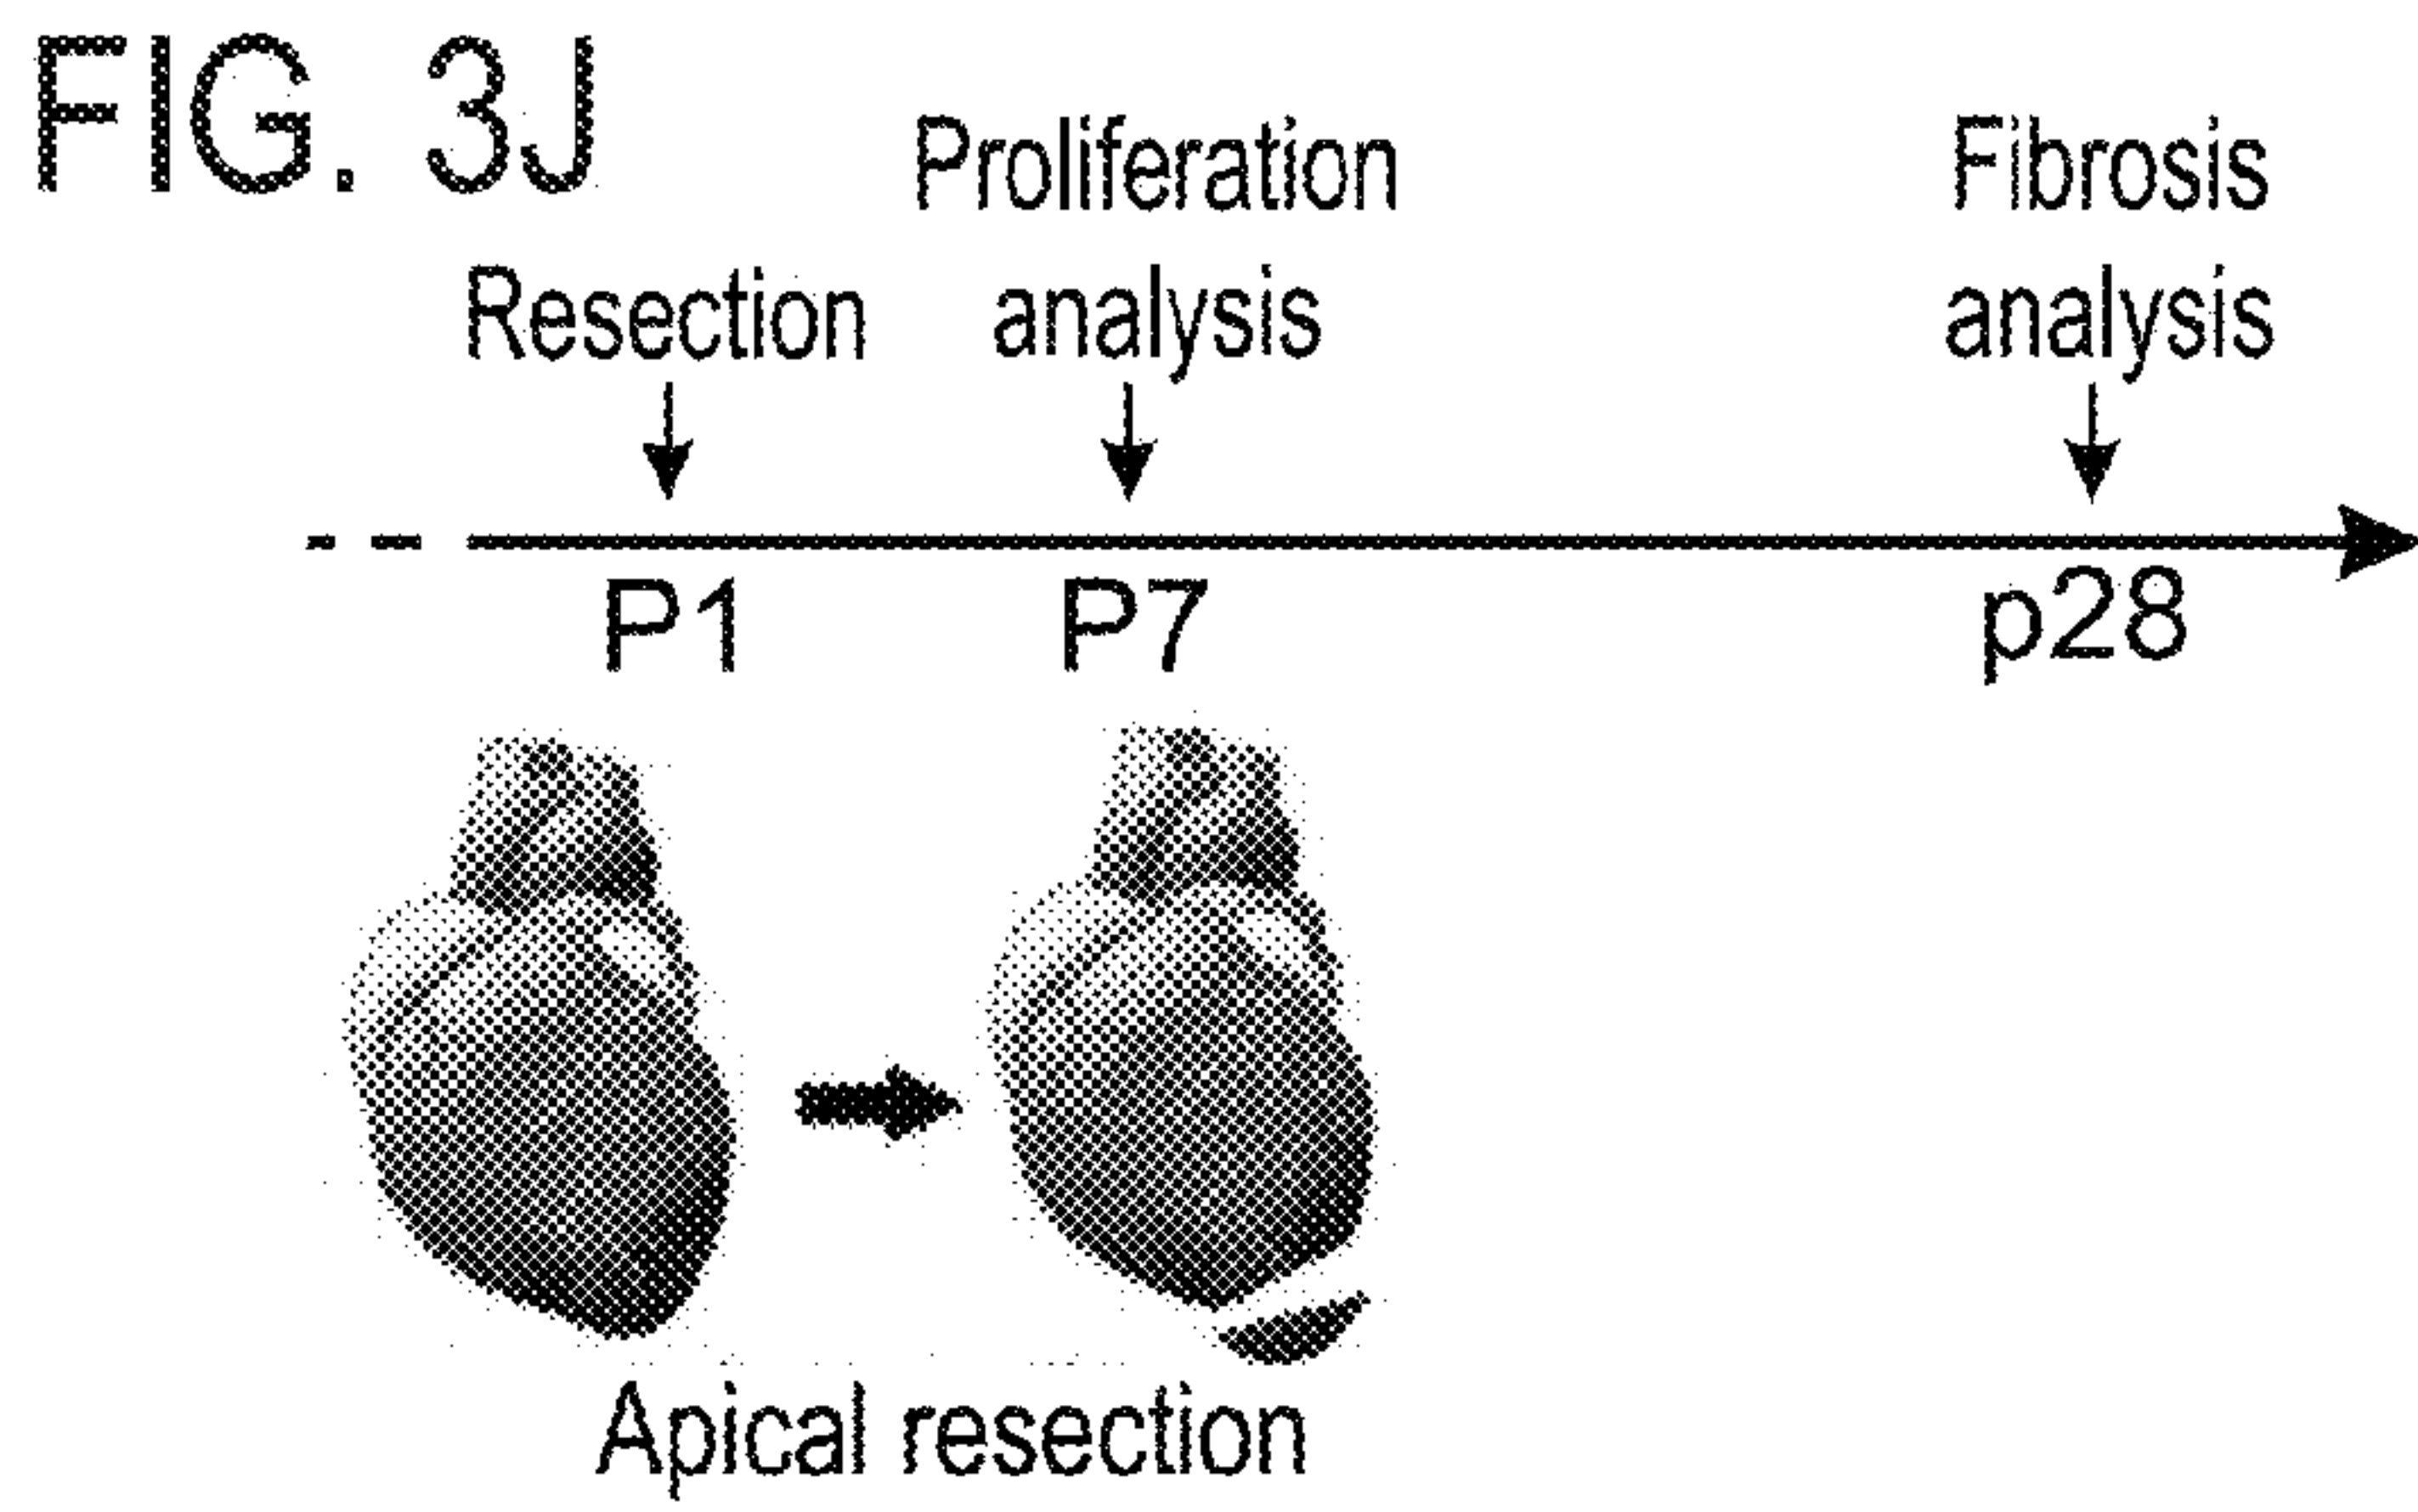 FIG. 3J
Proliferation
Fibrosis
Resection
analysis
analysis
P1
P7
p28
Apical resection